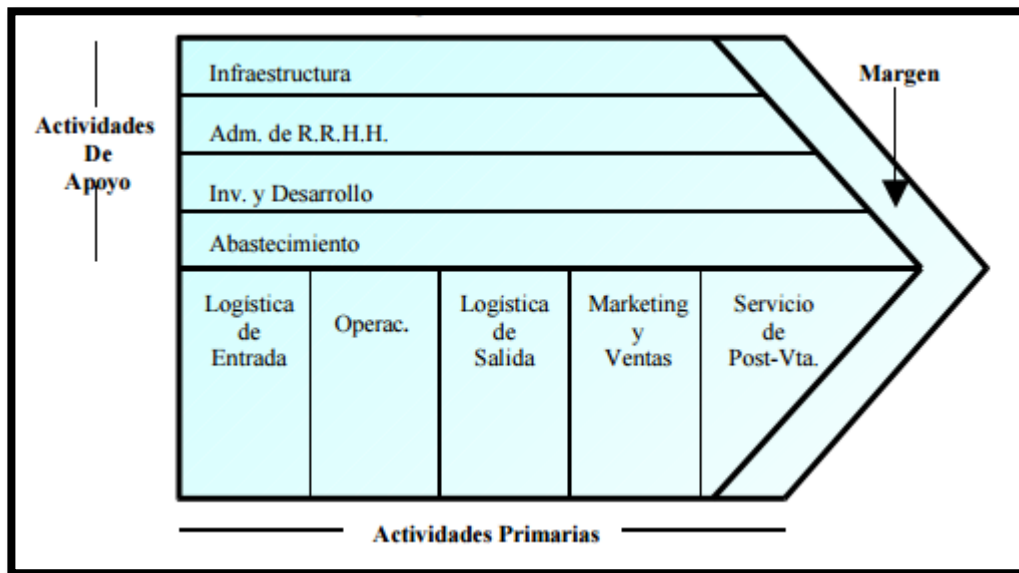 Infraestructura
Margen
Actividades
De
Apoyo
Adm. de R.R.H.H.
Inv. y Desarrollo
Abastecimiento
Logística
de
Entrada
Operac.
Logística
de
Salida
Marketing
y
Ventas
Servicio
de
Post-Vta.
Actividades Primarias